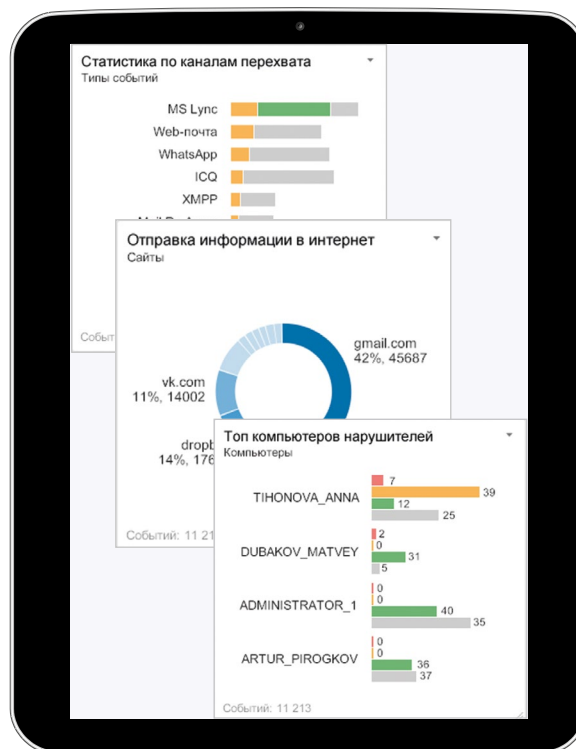 Статистика по каналам перехвата
Типы событий
MS Lync
Web-почта
WhatsApp
ICQ
XMPP
Отправка информации в интернет
Сайты
gmail.com
42%, 45687
vk.com
11%, 14002
14%,
Событий: 11
Топ компьютеров нарушителей
Компьютеры
TIHONOVA_ANNA
7
39
12
25
DUBAKOV_MATVEY
2
0
31
5
ADMINISTRATOR_1
0
0
40
35
ARTUR_PIROGKOV
0
0
36
37
Событий: 11 213